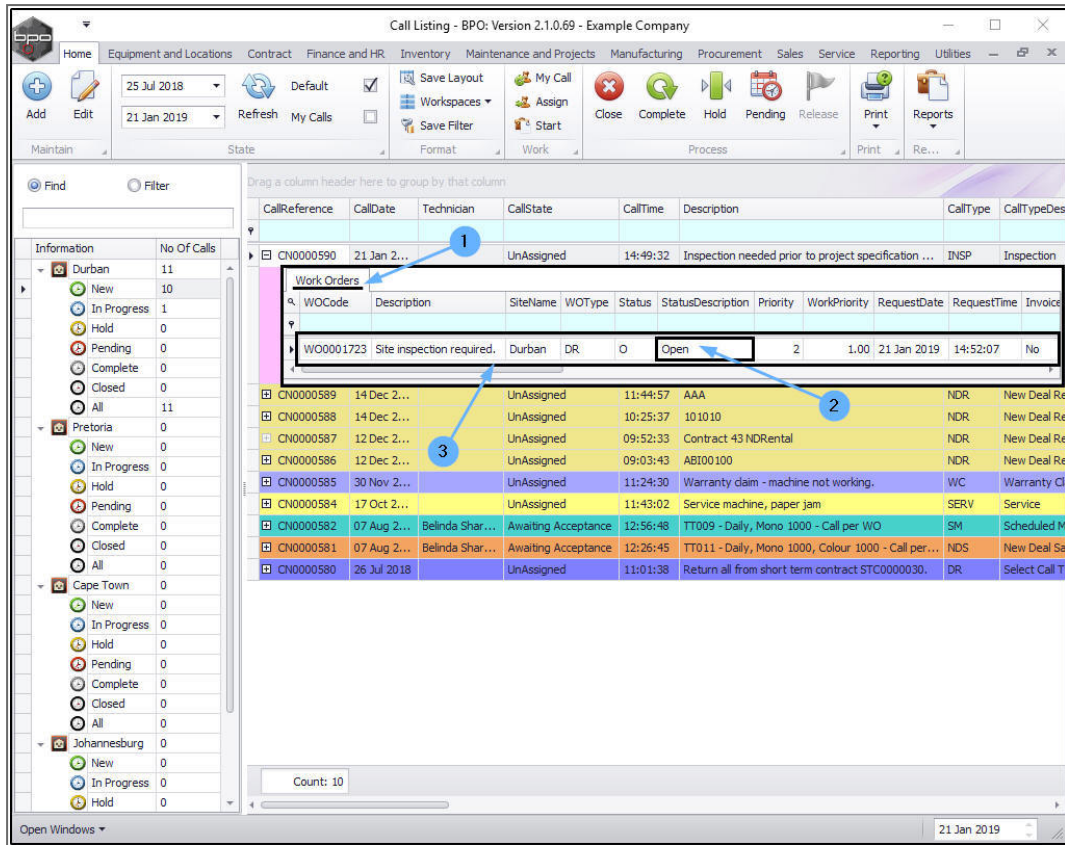 Call Listing - BPO: Version 2.1.0.69 - Example Company
bpo
Home Equipment and Locations Contract Finance and HR Inventory Maintenance and Projects Manufacturing Procurement Sales Service Reporting Utilities
Add Edit 25 Jul 2018 21 Jan 2019 Refresh Default My Calls Save Layout Workspaces Save Filter My Call Assign Start Close Complete Hold Pending Release Print Reports
Maintain State Format Work Process Print Re...
Find Filter
Drag a column header here to group by that column
CallReference CallDate Technician CallState CallTime Description CallType CallTypeDes
Information No Of Calls
Durban 11
New 10
In Progress 1
Hold 0
Pending 0
Complete 0
Closed 0
All 11
Pretoria 0
New 0
In Progress 0
Hold 0
Pending 0
Complete 0
Closed 0
All 0
Cape Town 0
New 0
In Progress 0
Hold 0
Pending 0
Complete 0
Closed 0
All 0
Johannesburg 0
New 0
In Progress 0
Hold 0
CN0000590 21 Jan 2... UnAssigned 14:49:32 Inspection needed prior to project specification ... INSP Inspection
1
Work Orders
WOCode Description SiteName WOType Status StatusDescription Priority WorkPriority RequestDate RequestTime Invoice
WO0001723 Site inspection required. Durban DR O Open 2 1.00 21 Jan 2019 14:52:07 No
2
3
CN0000589 14 Dec 2... UnAssigned 11:44:57 AAA NDR New Deal Re
CN0000588 14 Dec 2... UnAssigned 10:25:37 101010 NDR New Deal Re
CN0000587 12 Dec 2... UnAssigned 09:52:33 Contract 43 NDRental NDR New Deal Re
CN0000586 12 Dec 2... UnAssigned 09:03:43 ABI00100 NDR New Deal Re
CN0000585 30 Nov 2... UnAssigned 11:24:30 Warranty claim - machine not working. WC Warranty Cl
CN0000584 17 Oct 2... UnAssigned 11:43:02 Service machine, paper jam SERV Service
CN0000582 07 Aug 2... Belinda Shar... Awaiting Acceptance 12:56:48 TT009 - Daily, Mono 1000 - Call per WO SM Scheduled M
CN0000581 07 Aug 2... Belinda Shar... Awaiting Acceptance 12:26:45 TT011 - Daily, Mono 1000, Colour 1000 - Call per... NDS New Deal Sa
CN0000580 26 Jul 2018 UnAssigned 11:01:38 Return all from short term contract STC0000030. DR Select Call T
Count: 10
Open Windows 21 Jan 2019